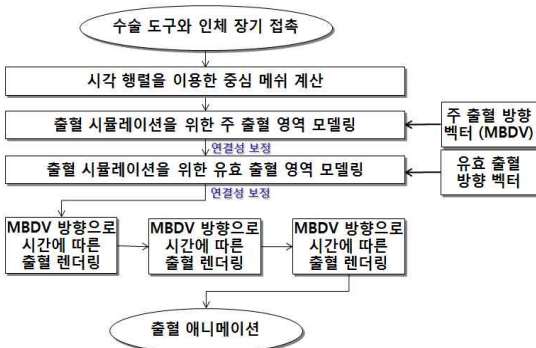 수술 도구와 인체 장기 접촉
시각 행렬을 이용한 중심 메쉬 계산
출혈 시뮬레이션을 위한 주 출혈 영역 모델링
주 출혈 방향
벡터 (MBDV)
연결성 보정
출혈 시뮬레이션을 위한 유효 출혈 영역 모델링
유효 출혈
방향 벡터
연결성 보정
MBDV 방향으로
시간에 따른
출혈 렌더링
MBDV 방향으로
시간에 따른
출혈 렌더링
MBDV 방향으로
시간에 따른
출혈 렌더링
출혈 애니메이션